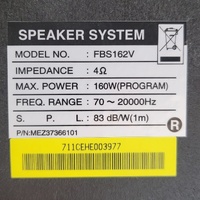 SPEAKER SYSTEM
MODEL NO. : FBS162V
IMPEDANCE : 4Ω
MAX. POWER : 160W(PROGRAM)
FREQ. RANGE : 70 ~ 20000Hz
S. P. L. : 83 dB/W(1m)
P/N:MEZ37366101
R
711CEHE003977